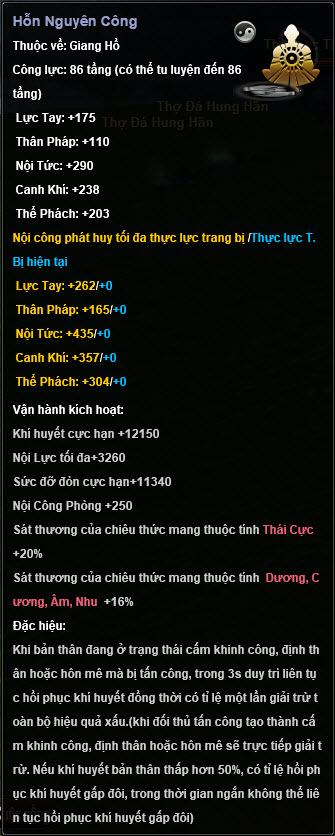 Hỗn Nguyên Công
Thuộc về: Giang Hồ
Công lực: 86 tầng (có thể tu luyện đến 86
tầng)
Thợ Đá Hung Hãn
Thợ Đá Hung Hãn
Lực Tay: +175
Thân Pháp: +110
Nội Tức: +290
Canh Khí: +238
Thể Phách: +203
Nội công phát huy tối đa thực lực trang bị /Thực lực T.
Bị hiện tại
Lực Tay: +262/+0
Thân Pháp: +165/+0
Nội Tức: +435/+0
Canh Khí: +357/+0
Thể Phách: +304/+0
Vận hành kích hoạt:
Khí huyết cực hạn +12150
Nội Lực tối đa+3260
Sức đỡ đòn cực hạn+11340
Nội Công Phòng +250
Sát thương của chiêu thức mang thuộc tính Thái Cực
+20%
Sát thương của chiêu thức mang thuộc tính Dương, C
ương, Âm, Nhu +16%
Đặc hiệu:
Khi bản thân đang ở trạng thái cấm khinh công, định th
ân hoặc hôn mê mà bị tấn công, trong 3s duy trì liên tụ
c hồi phục khí huyết đồng thời có tỉ lệ một lần giải trừ t
oàn bộ hiệu quả xấu.(khi đối thủ tấn công tạo thành cấ
m khinh công, định thân hoặc hôn mê sẽ trực tiếp giải t
rừ. Nếu khí huyết bản thân thấp hơn 50%, có tỉ lệ hồi ph
ục khí huyết gấp đôi, trong thời gian ngắn không thể liê
n tục hồi phục khí huyết gấp đôi)